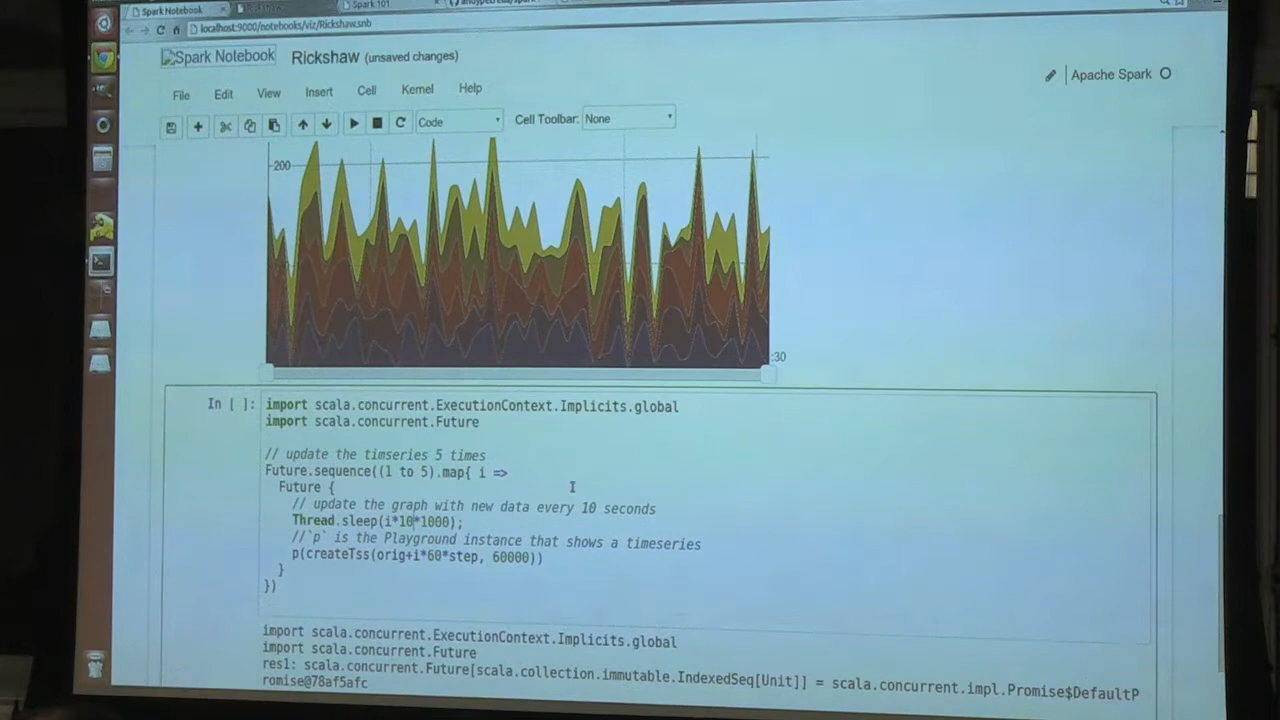 Spark Notebook
Spark 101
localhost:9000/notebooks/viz/Rickshaw.snb
Spark Notebook Rickshaw (unsaved changes)
Apache Spark
File Edit View Insert Cell Kernel Help
Code Cell Toolbar: None
200
:30
In [ ]: import scala.concurrent.ExecutionContext.Implicits.global
import scala.concurrent.Future
// update the timseries 5 times
Future.sequence((1 to 5).map{ i =>
Future {
// update the graph with new data every 10 seconds
Thread.sleep(i*10*1000);
//`p` is the Playground instance that shows a timeseries
p(createTss(orig+i*60*step, 60000))
}
})
import scala.concurrent.ExecutionContext.Implicits.global
import scala.concurrent.Future
res1: scala.concurrent.Future[scala.collection.immutable.IndexedSeq[Unit]] = scala.concurrent.impl.Promise$DefaultP
romise@78af5afc